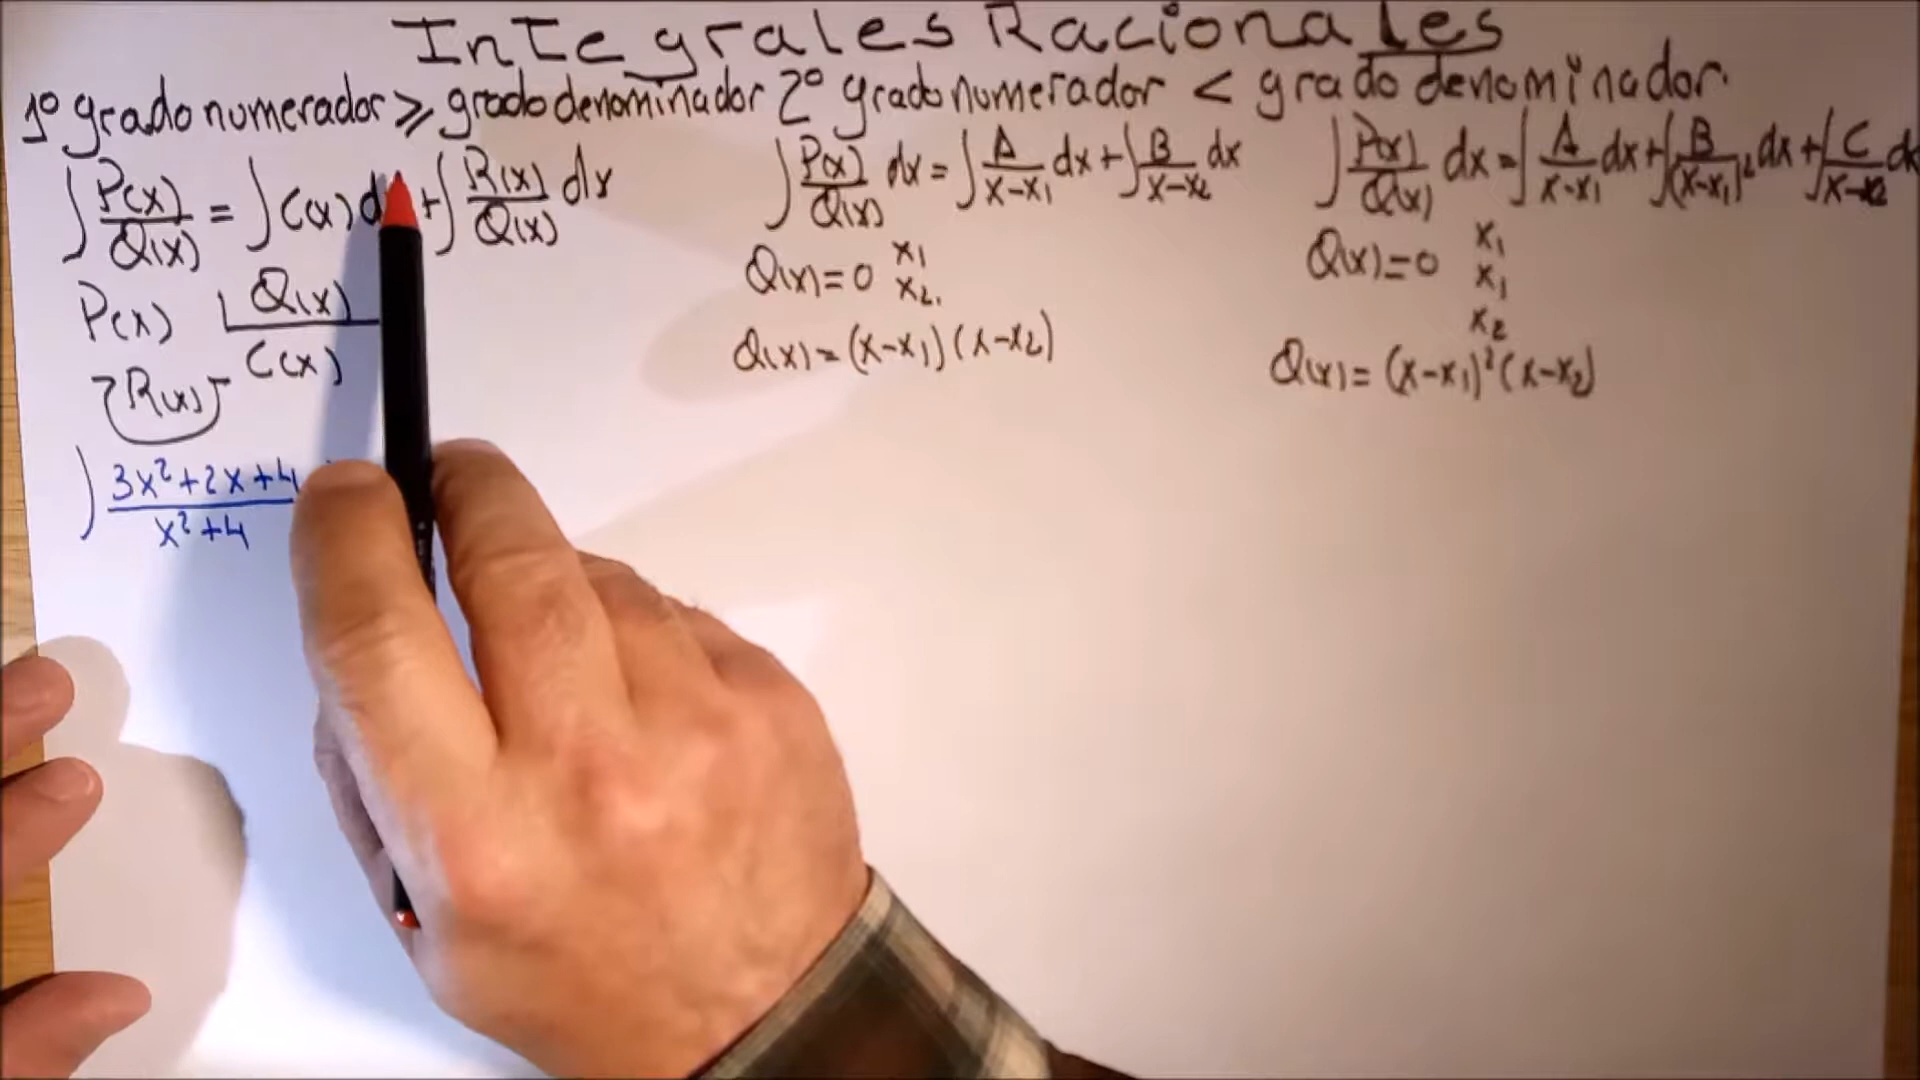 Integrales Racionales
1º grado numerador ≥ grado denominador 2º grado numerador < grado denominador
∫ P(x)/Q(x) = ∫ C(x) d + ∫ R(x)/Q(x) dx
P(x) Q(x)
R(x) C(x)
∫ 3x²+2x+4 / x²+4
∫ P(x)/Q(x) dx = ∫ A/x-x₁ dx + ∫ B/x-x₂ dx
Q(x)=0 x₁
x₂.
Q(x)=(x-x₁)(x-x₂)
∫ P(x)/Q(x) dx = ∫ A/x-x₁ dx + ∫ B/(x-x₁)² dx + ∫ C/x-x₂ dx
Q(x)=0 x₁
x₁
x₂
Q(x)=(x-x₁)²(x-x₂)